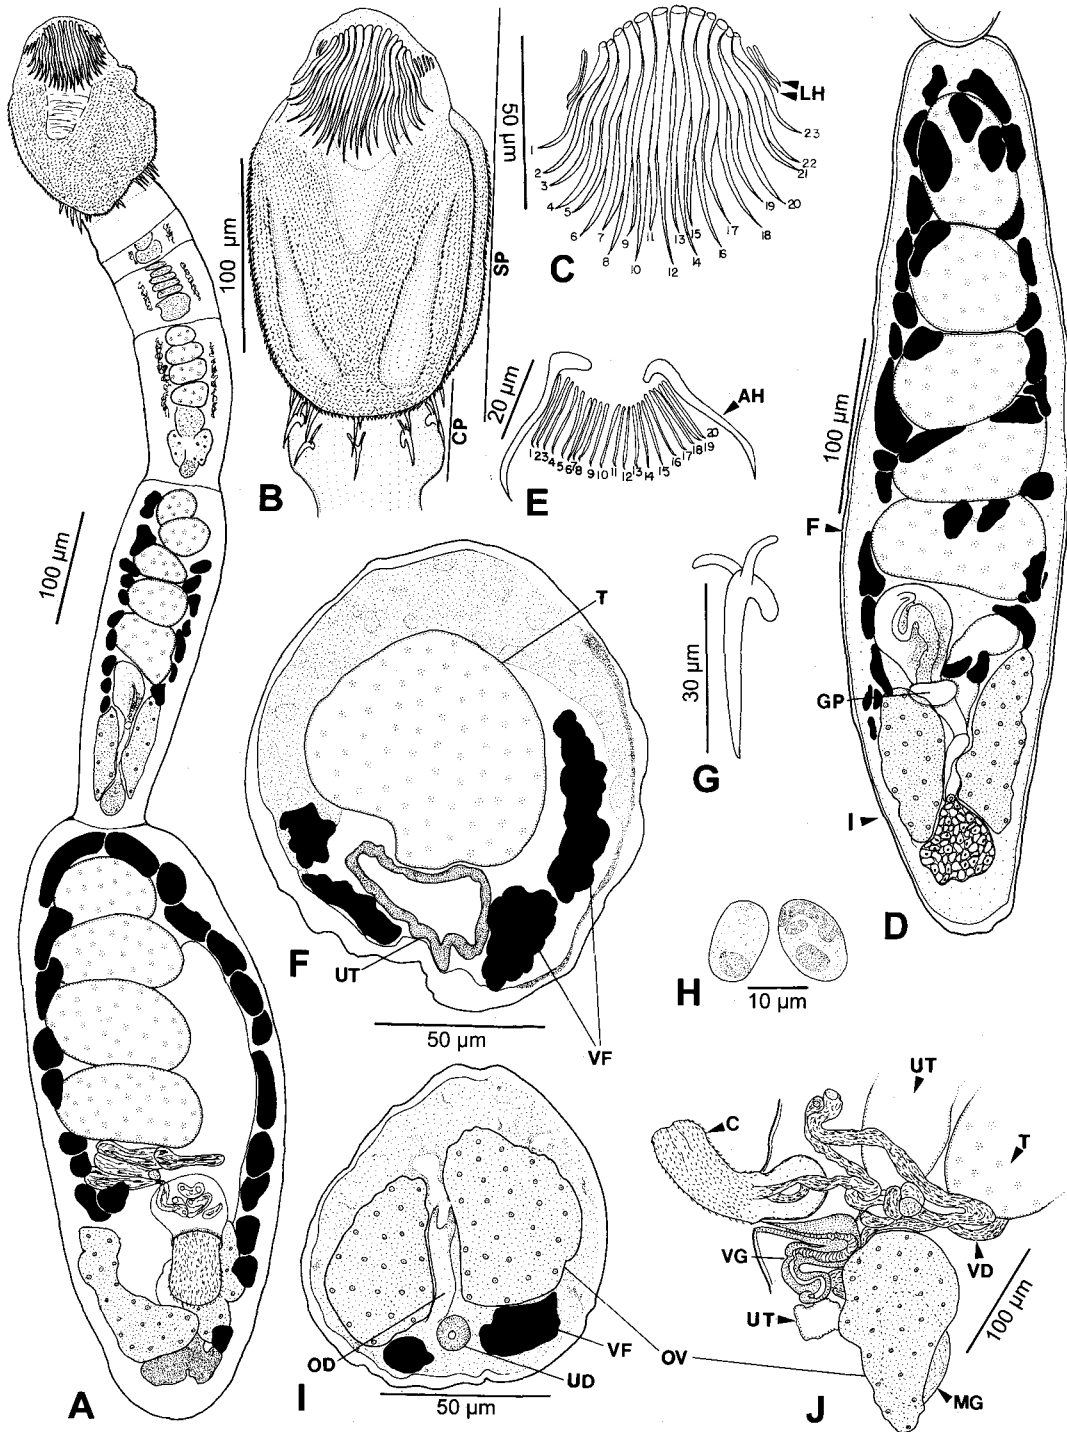 A
100 µm
B
100 µm
SP
CP
C
50 µm
LH
1
2
3
4
5
6
7
8
9
10
11
12
13
14
15
16
17
18
19
20
21
22
23
E
20 µm
AH
1
2
3
4
5
6
8
9
10
11
12
13
14
15
16
17
18
19
20
D
100 µm
F
GP
I
F
T
UT
VF
50 µm
G
30 µm
H
10 µm
I
OD
UD
VF
OV
50 µm
J
C
UT
T
VG
VD
UT
MG
100 µm